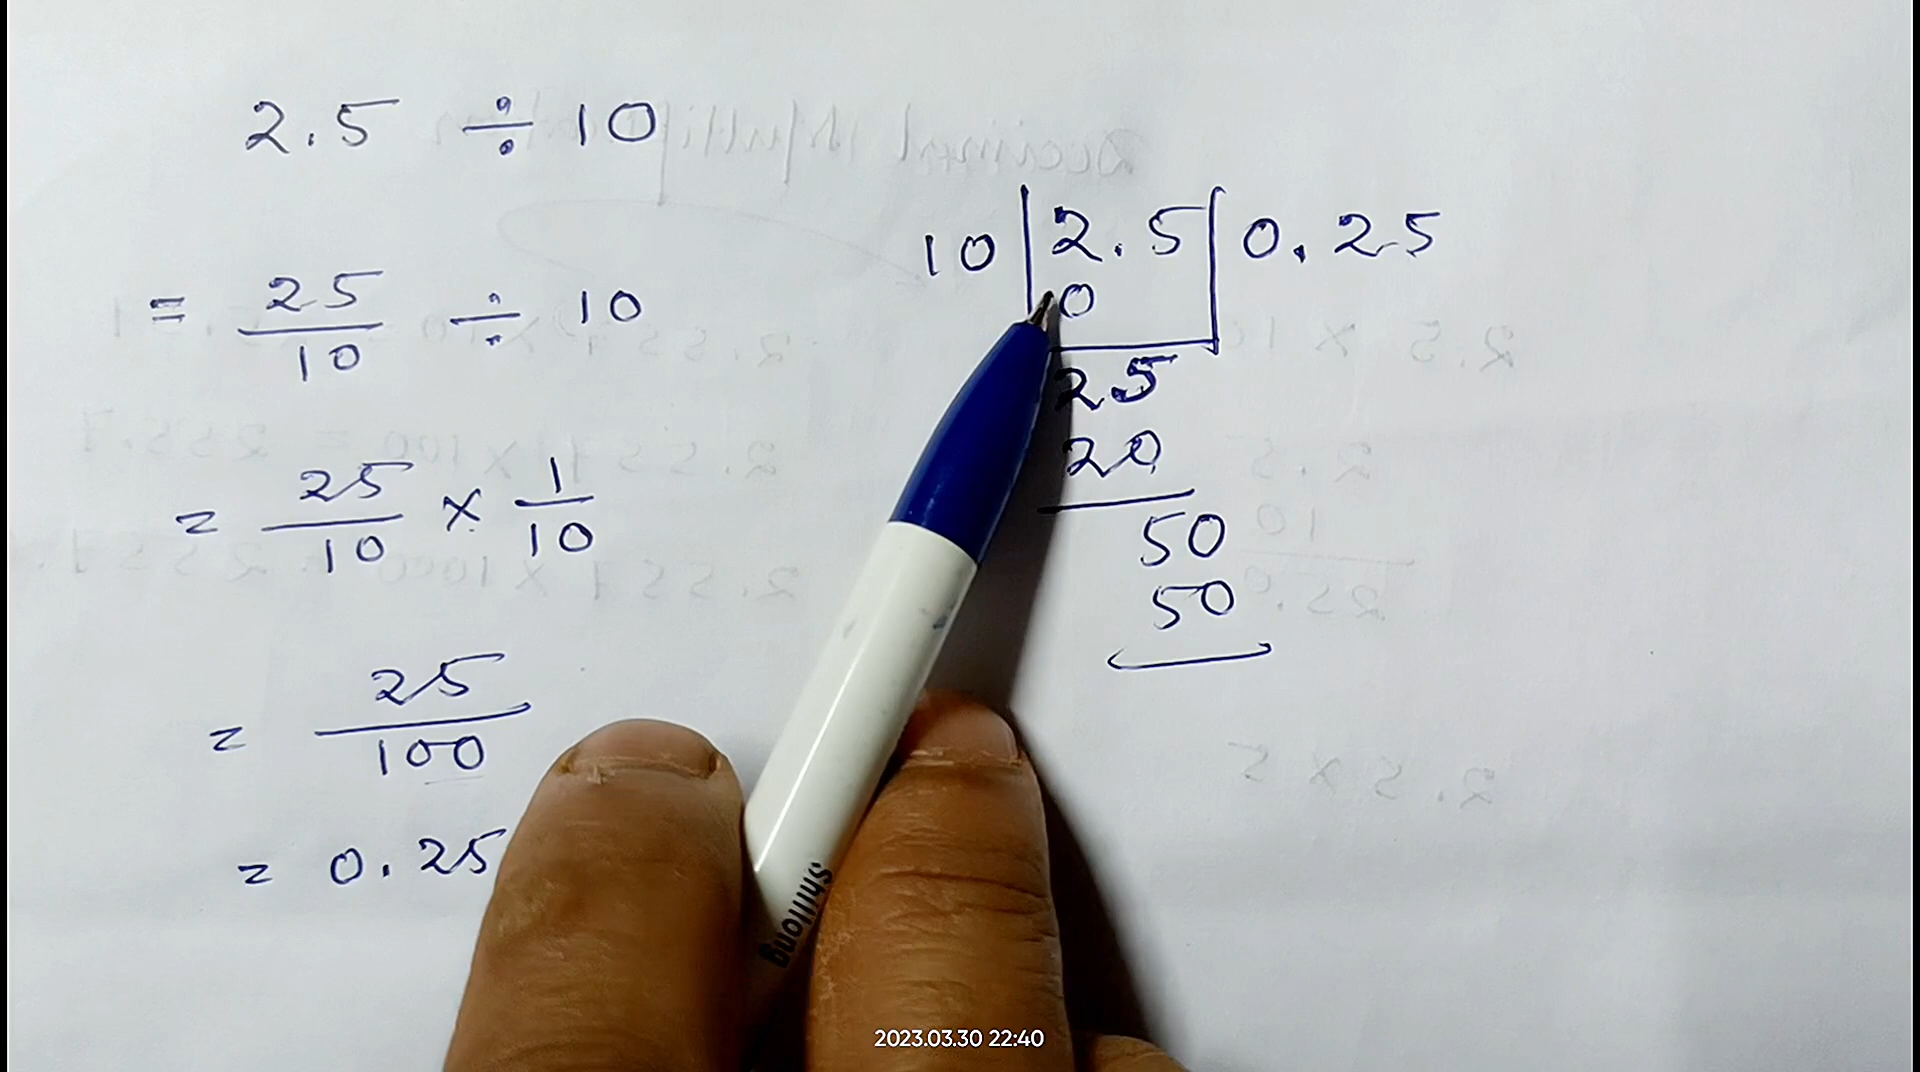 2.5 ÷ 10
= 25/10 ÷ 10
= 25/10 × 1/10
= 25/100
= 0.25
10 | 2.5 | 0.25
0
25
20
50
50
shillong
2023.03.30 22:40